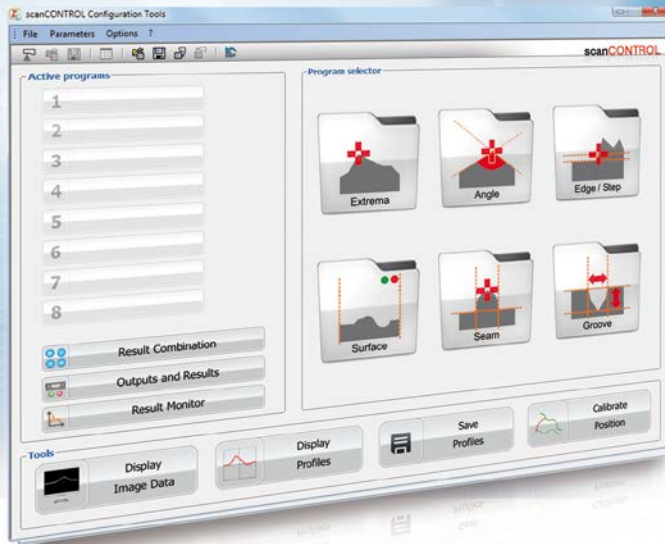 scanCONTROL Configuration Tools
File Parameters Options ?
scanCONTROL
Active programs
1
2
3
4
5
6
7
8
Result Combination
Outputs and Results
Result Monitor
Program selector
Extrema
Angle
Edge / Step
Surface
Seam
Groove
Tools
Display
Image Data
Display
Profiles
Save
Profiles
Calibrate
Position